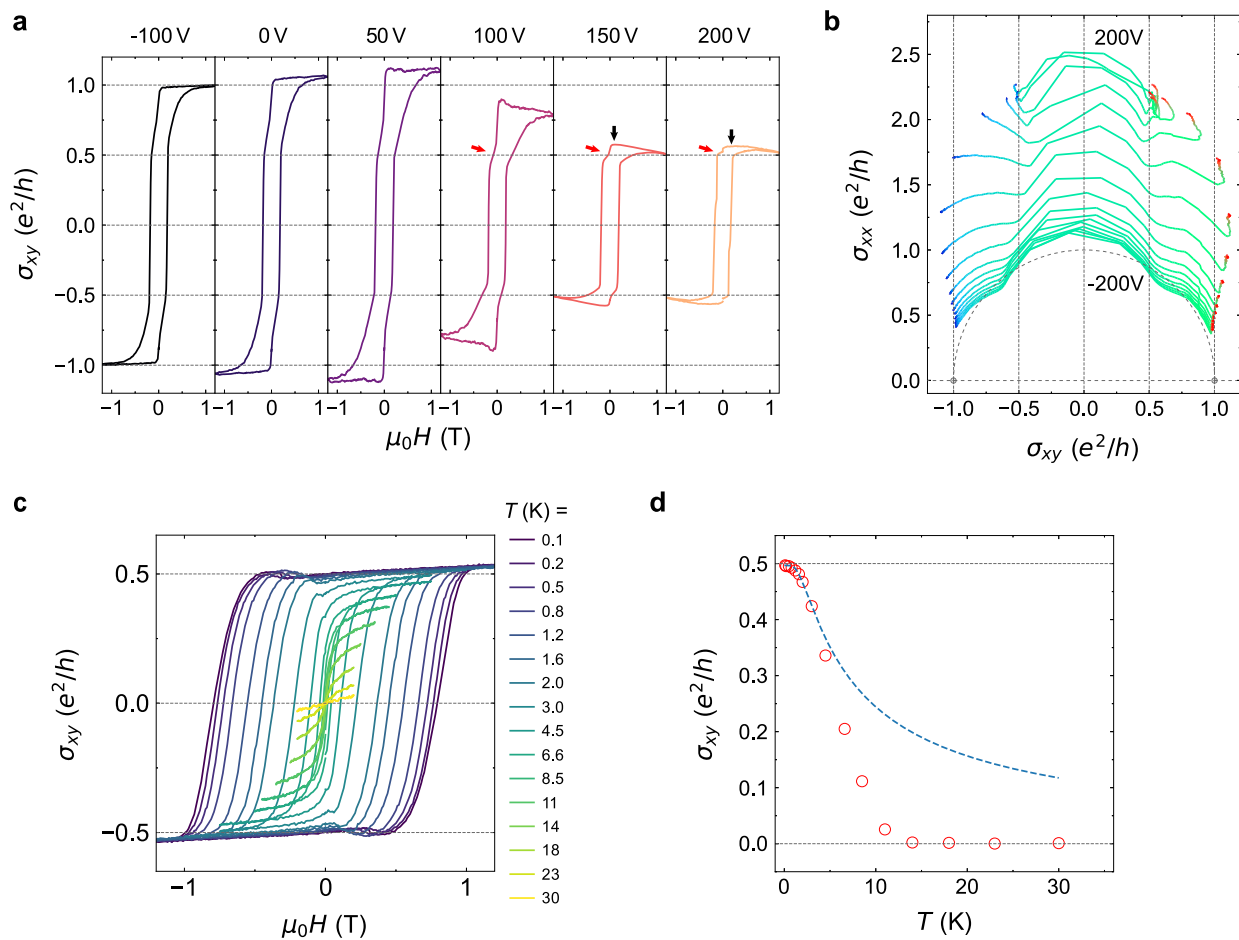 a
-100 V 0 V 50 V 100 V 150 V 200 V
σxy (e²/h)
1.0
0.5
0.0
−0.5
−1.0
−1 0 1 −1 0 1 −1 0 1 −1 0 1 −1 0 1 −1 0 1
μ0H (T)
b
200V
-200V
σxx (e²/h)
2.5
2.0
1.5
1.0
0.5
0.0
−1.0 −0.5 0.0 0.5 1.0
σxy (e²/h)
c
σxy (e²/h)
0.5
0.0
−0.5
−1 0 1
μ0H (T)
T (K) =
0.1
0.2
0.5
0.8
1.2
1.6
2.0
3.0
4.5
6.6
8.5
11
14
18
23
30
d
σxy (e²/h)
0.5
0.4
0.3
0.2
0.1
0.0
0 10 20 30
T (K)